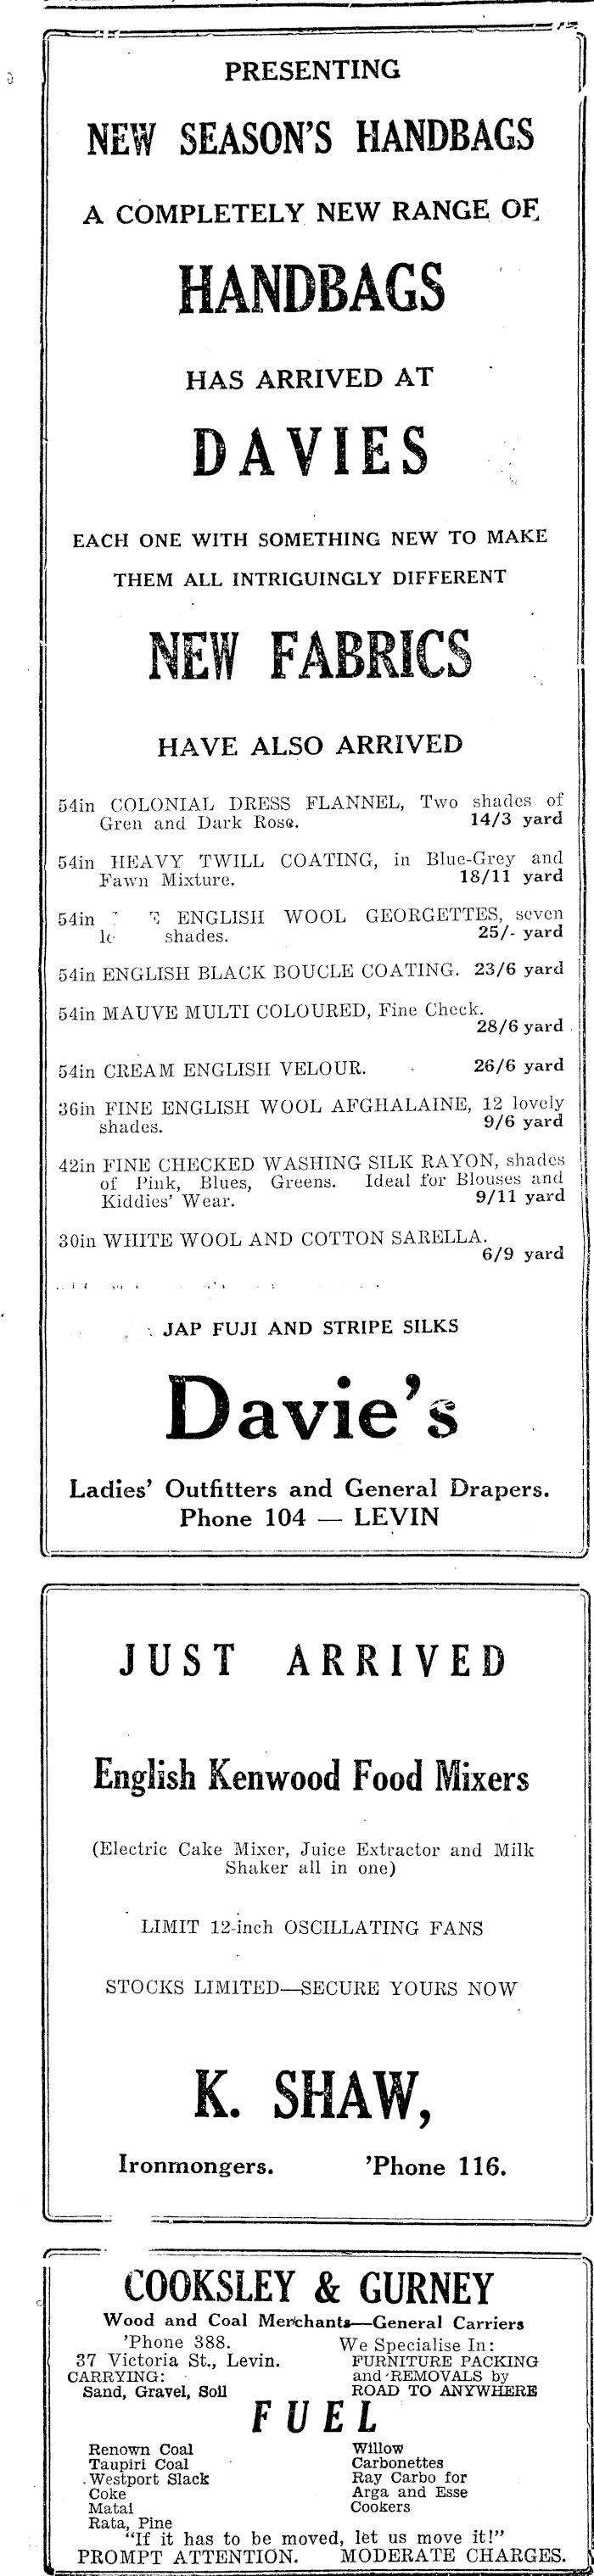 PRESENTING
NEW SEASON'S HANDBAGS
A COMPLETELY NEW RANGE OF
HANDBAGS
HAS ARRIVED AT
DAVIES
EACH ONE WITH SOMETHING NEW TO MAKE
THEM ALL INTRIGUINGLY DIFFERENT
NEW FABRICS
HAVE ALSO ARRIVED
54in COLONIAL DRESS FLANNEL, Two shades of
Gren and Dark Rose. 14/3 yard
54in HEAVY TWILL COATING, in Blue-Grey and
Fawn Mixture. 18/11 yard
54in ENGLISH WOOL GEORGETTES, seven
shades. 25/- yard
54in ENGLISH BLACK BOUCLE COATING. 23/6 yard
54in MAUVE MULTI COLOURED, Fine Check.
28/6 yard
54in CREAM ENGLISH VELOUR. 26/6 yard
36in FINE ENGLISH WOOL AFGHALAINE, 12 lovely
shades. 9/6 yard
42in FINE CHECKED WASHING SILK RAYON, shades
of Pink, Blues, Greens. Ideal for Blouses and
Kiddies' Wear. 9/11 yard
30in WHITE WOOL AND COTTON SARELLA.
6/9 yard
JAP FUJI AND STRIPE SILKS
Davie's
Ladies' Outfitters and General Drapers.
Phone 104 — LEVIN
JUST ARRIVED
English Kenwood Food Mixers
(Electric Cake Mixer, Juice Extractor and Milk
Shaker all in one)
LIMIT 12-inch OSCILLATING FANS
STOCKS LIMITED—SECURE YOURS NOW
K. SHAW,
Ironmongers. 'Phone 116.
COOKSLEY & GURNEY
Wood and Coal Merchants—General Carriers
'Phone 388.
37 Victoria St., Levin.
CARRYING:
Sand, Gravel, Soil
We Specialise In:
FURNITURE PACKING
and REMOVALS by
ROAD TO ANYWHERE
FUEL
Renown Coal
Taupiri Coal
Westport Slack
Coke
Matai
Rata, Pine
Willow
Carbonettes
Ray Carbo for
Arga and Esse
Cookers
"If it has to be moved, let us move it!"
PROMPT ATTENTION. MODERATE CHARGES.